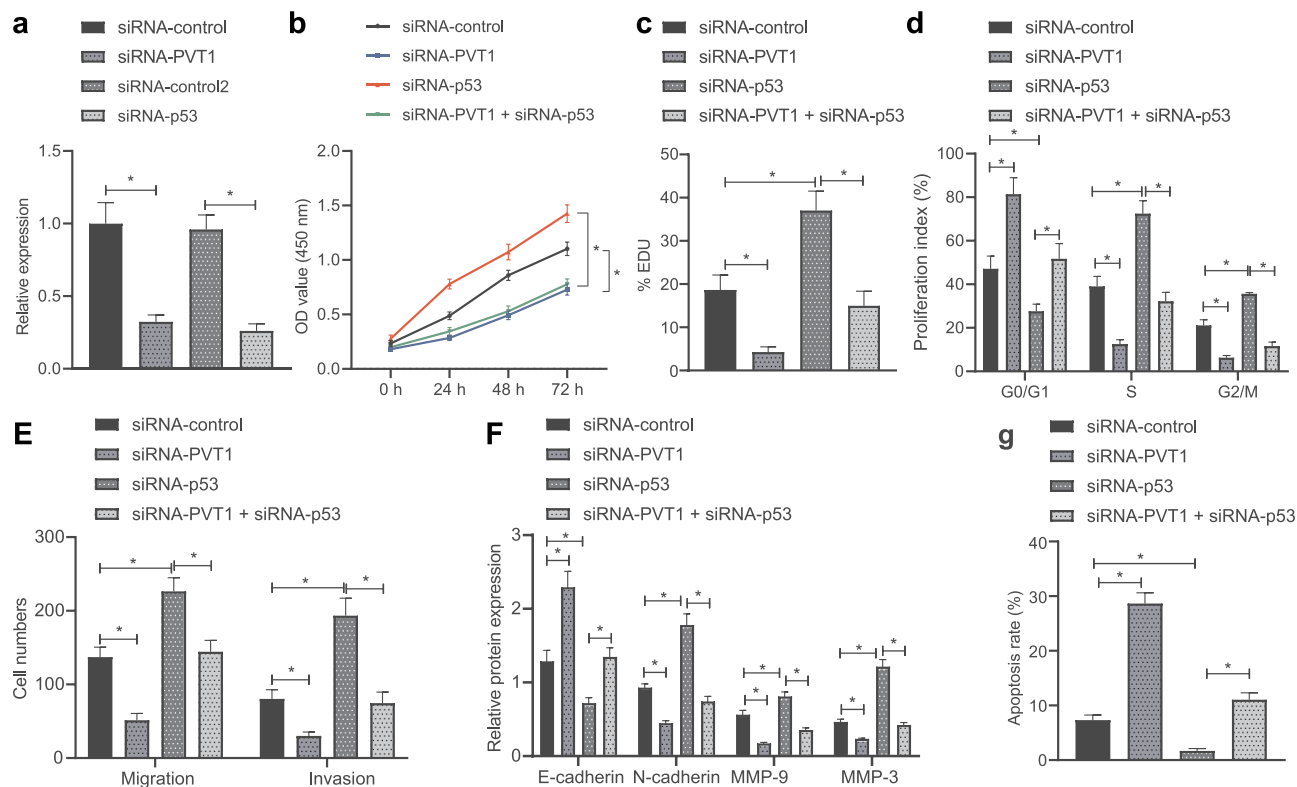 a
siRNA-control
siRNA-PVT1
siRNA-control2
siRNA-p53
Relative expression
1.5
1.0
0.5
0.0
*
*
b
siRNA-control
siRNA-PVT1
siRNA-p53
siRNA-PVT1 + siRNA-p53
OD value (450 nm)
2.0
1.5
1.0
0.5
0.0
0 h 24 h 48 h 72 h
*
*
c
siRNA-control
siRNA-PVT1
siRNA-p53
siRNA-PVT1 + siRNA-p53
% EDU
50
40
30
20
10
0
*
*
*
d
siRNA-control
siRNA-PVT1
siRNA-p53
siRNA-PVT1 + siRNA-p53
Proliferation index (%)
100
80
60
40
20
0
*
*
*
*
*
*
*
*
*
G0/G1 S G2/M
E
siRNA-control
siRNA-PVT1
siRNA-p53
siRNA-PVT1 + siRNA-p53
Cell numbers
300
200
100
0
*
*
*
*
*
*
Migration Invasion
F
siRNA-control
siRNA-PVT1
siRNA-p53
siRNA-PVT1 + siRNA-p53
Relative protein expression
3
2
1
0
*
*
*
*
*
*
*
*
*
*
*
*
E-cadherin N-cadherin MMP-9 MMP-3
g
siRNA-control
siRNA-PVT1
siRNA-p53
siRNA-PVT1 + siRNA-p53
Apoptosis rate (%)
40
30
20
10
0
*
*
*